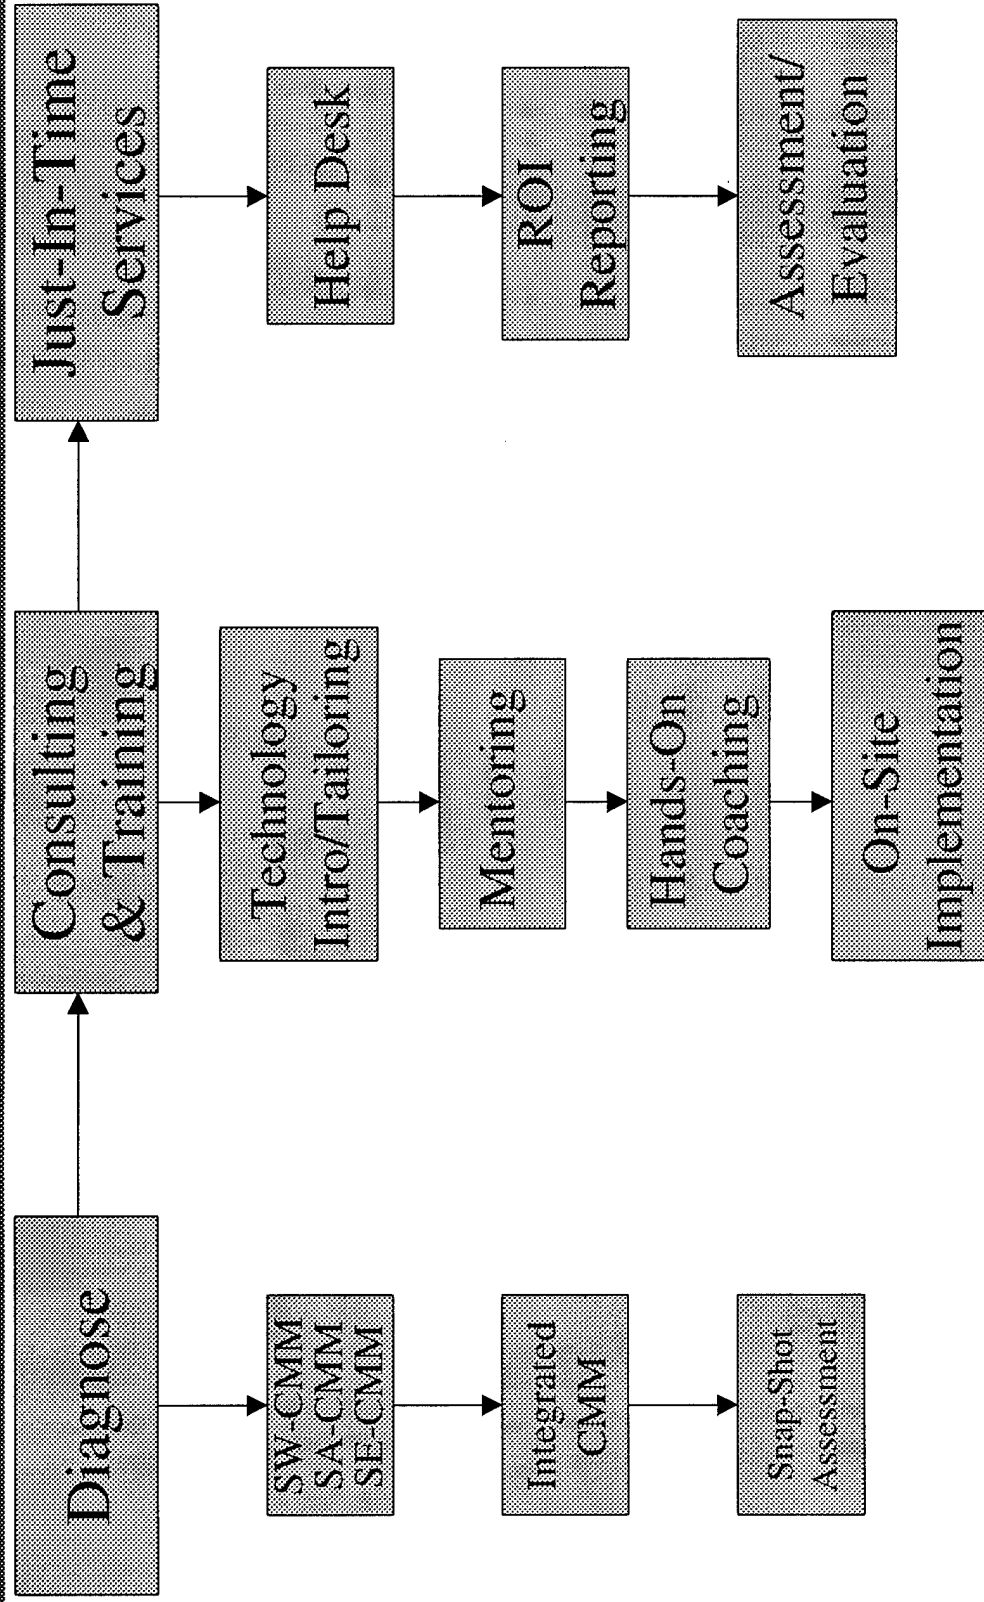 Diagnose
SW-CMM
SA-CMM
SE-CMM
Integrated
CMM
Snap-Shot
Assessment
Consulting
& Training
Technology
Intro/Tailoring
Mentoring
Hands-On
Coaching
On-Site
Implementation
Just-In-Time
Services
Help Desk
ROI
Reporting
Assessment/
Evaluation